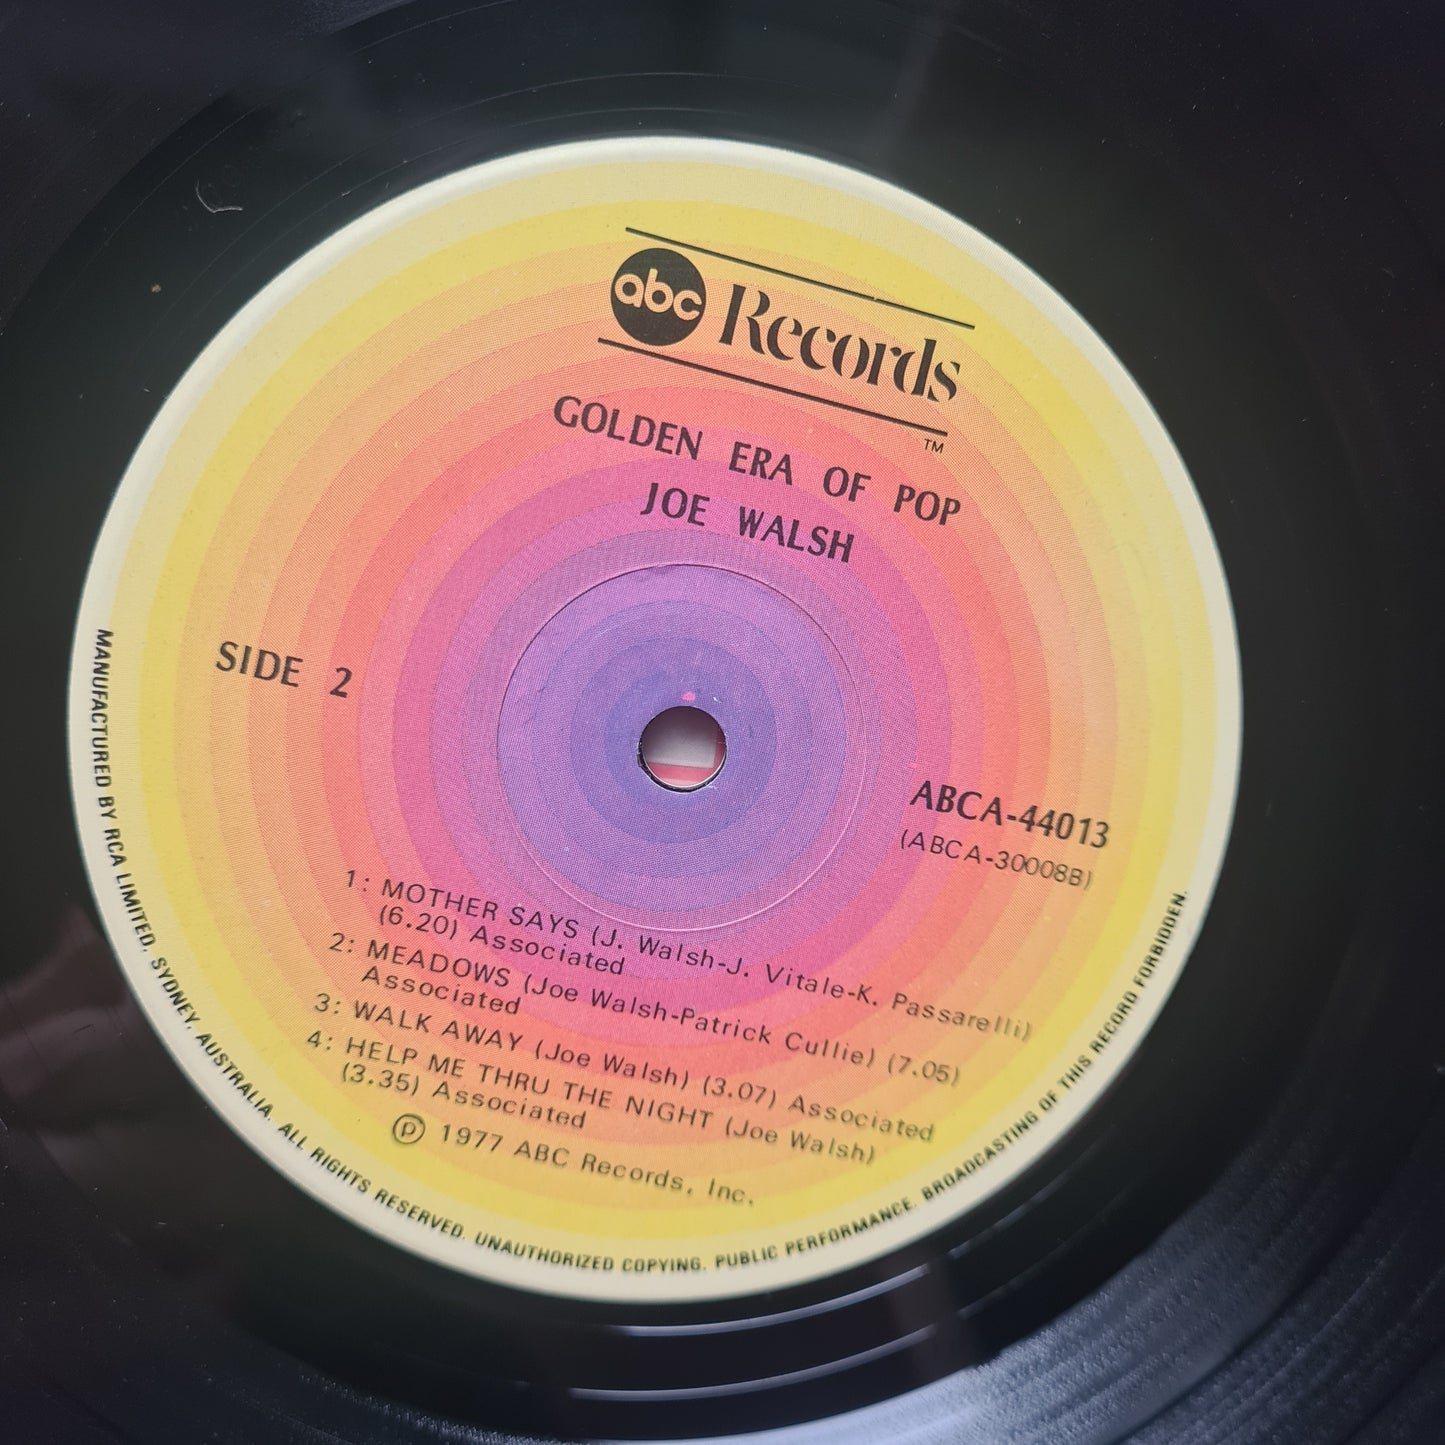 abc Records
TM
GOLDEN ERA OF POP
JOE WALSH
SIDE 2
ABCA-44013
(ABCA-30008B)
1: MOTHER SAYS (J. Walsh-J. Vitale-K. Passarelli)
(6.20) Associated
2: MEADOWS (Joe Walsh-Patrick Cullie) (7.05)
Associated
3: WALK AWAY (Joe Walsh) (3.07) Associated
4: HELP ME THRU THE NIGHT (Joe Walsh)
(3.35) Associated
℗ 1977 ABC Records, Inc.
MANUFACTURED BY RCA LIMITED, SYDNEY, AUSTRALIA. ALL RIGHTS RESERVED. UNAUTHORIZED COPYING, PUBLIC PERFORMANCE, BROADCASTING OF THIS RECORD FORBIDDEN.